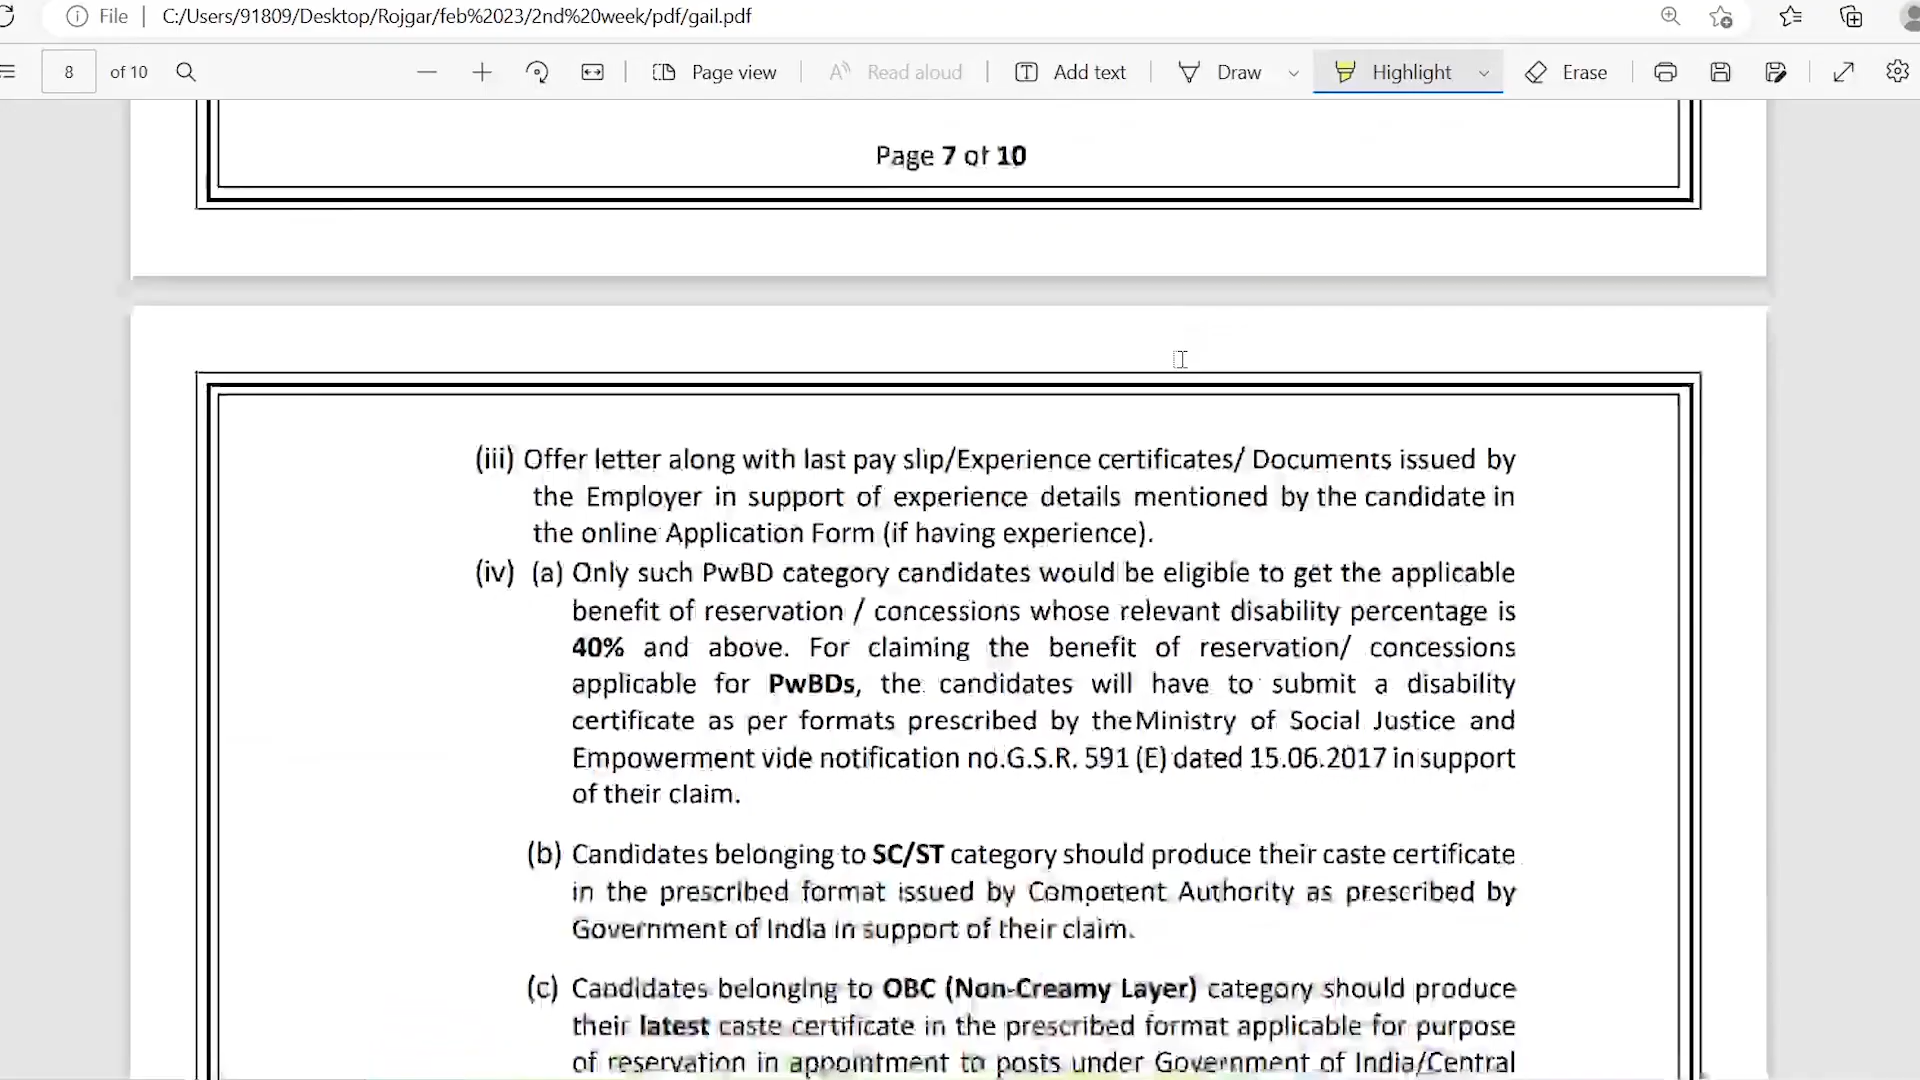 File | C:/Users/91809/Desktop/Rojgar/feb%2023/2nd%20week/pdf/gail.pdf
8 of 10 Page view Read aloud Add text Draw Highlight Erase
Page 7 of 10
(iii) Offer letter along with last pay slip/Experience certificates/ Documents issued by
the Employer in support of experience details mentioned by the candidate in
the online Application Form (if having experience).
(iv) (a) Only such PwBD category candidates would be eligible to get the applicable
benefit of reservation / concessions whose relevant disability percentage is
40% and above. For claiming the benefit of reservation/ concessions
applicable for PwBDs, the candidates will have to submit a disability
certificate as per formats prescribed by theMinistry of Social Justice and
Empowerment vide notification no.G.S.R. 591 (E) dated 15.06.2017 in support
of their claim.
(b) Candidates belonging to SC/ST category should produce their caste certificate
in the prescribed format issued by Competent Authority as prescribed by
Government of India in support of their claim.
(c) Candidates belonging to OBC (Non-Creamy Layer) category should produce
their latest caste certificate in the prescribed format applicable for purpose
of reservation in appointment to posts under Government of India/Central